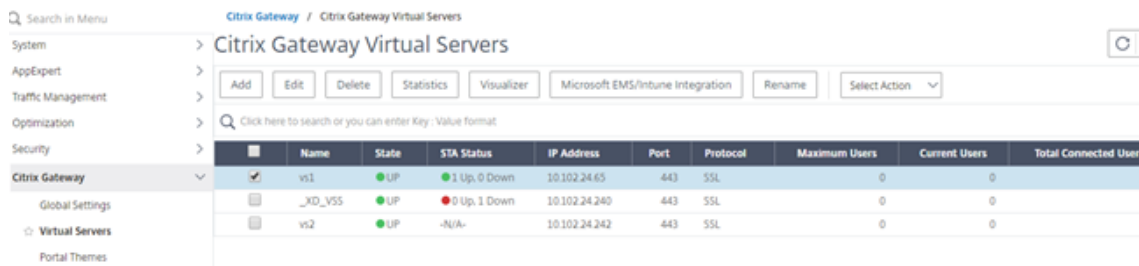 Search in Menu
System
AppExpert
Traffic Management
Optimization
Security
Citrix Gateway
Global Settings
Virtual Servers
Portal Themes
Citrix Gateway / Citrix Gateway Virtual Servers
Citrix Gateway Virtual Servers
Add Edit Delete Statistics Visualizer Microsoft EMS/Intune Integration Rename Select Action
Click here to search or you can enter Key : Value format
Name State STA Status IP Address Port Protocol Maximum Users Current Users Total Connected User
vs1 UP 1 Up, 0 Down 10.102.24.65 443 SSL 0 0
_XD_VSS UP 0 Up, 1 Down 10.102.24.240 443 SSL 0 0
vs2 UP -N/A- 10.102.24.242 443 SSL 0 0